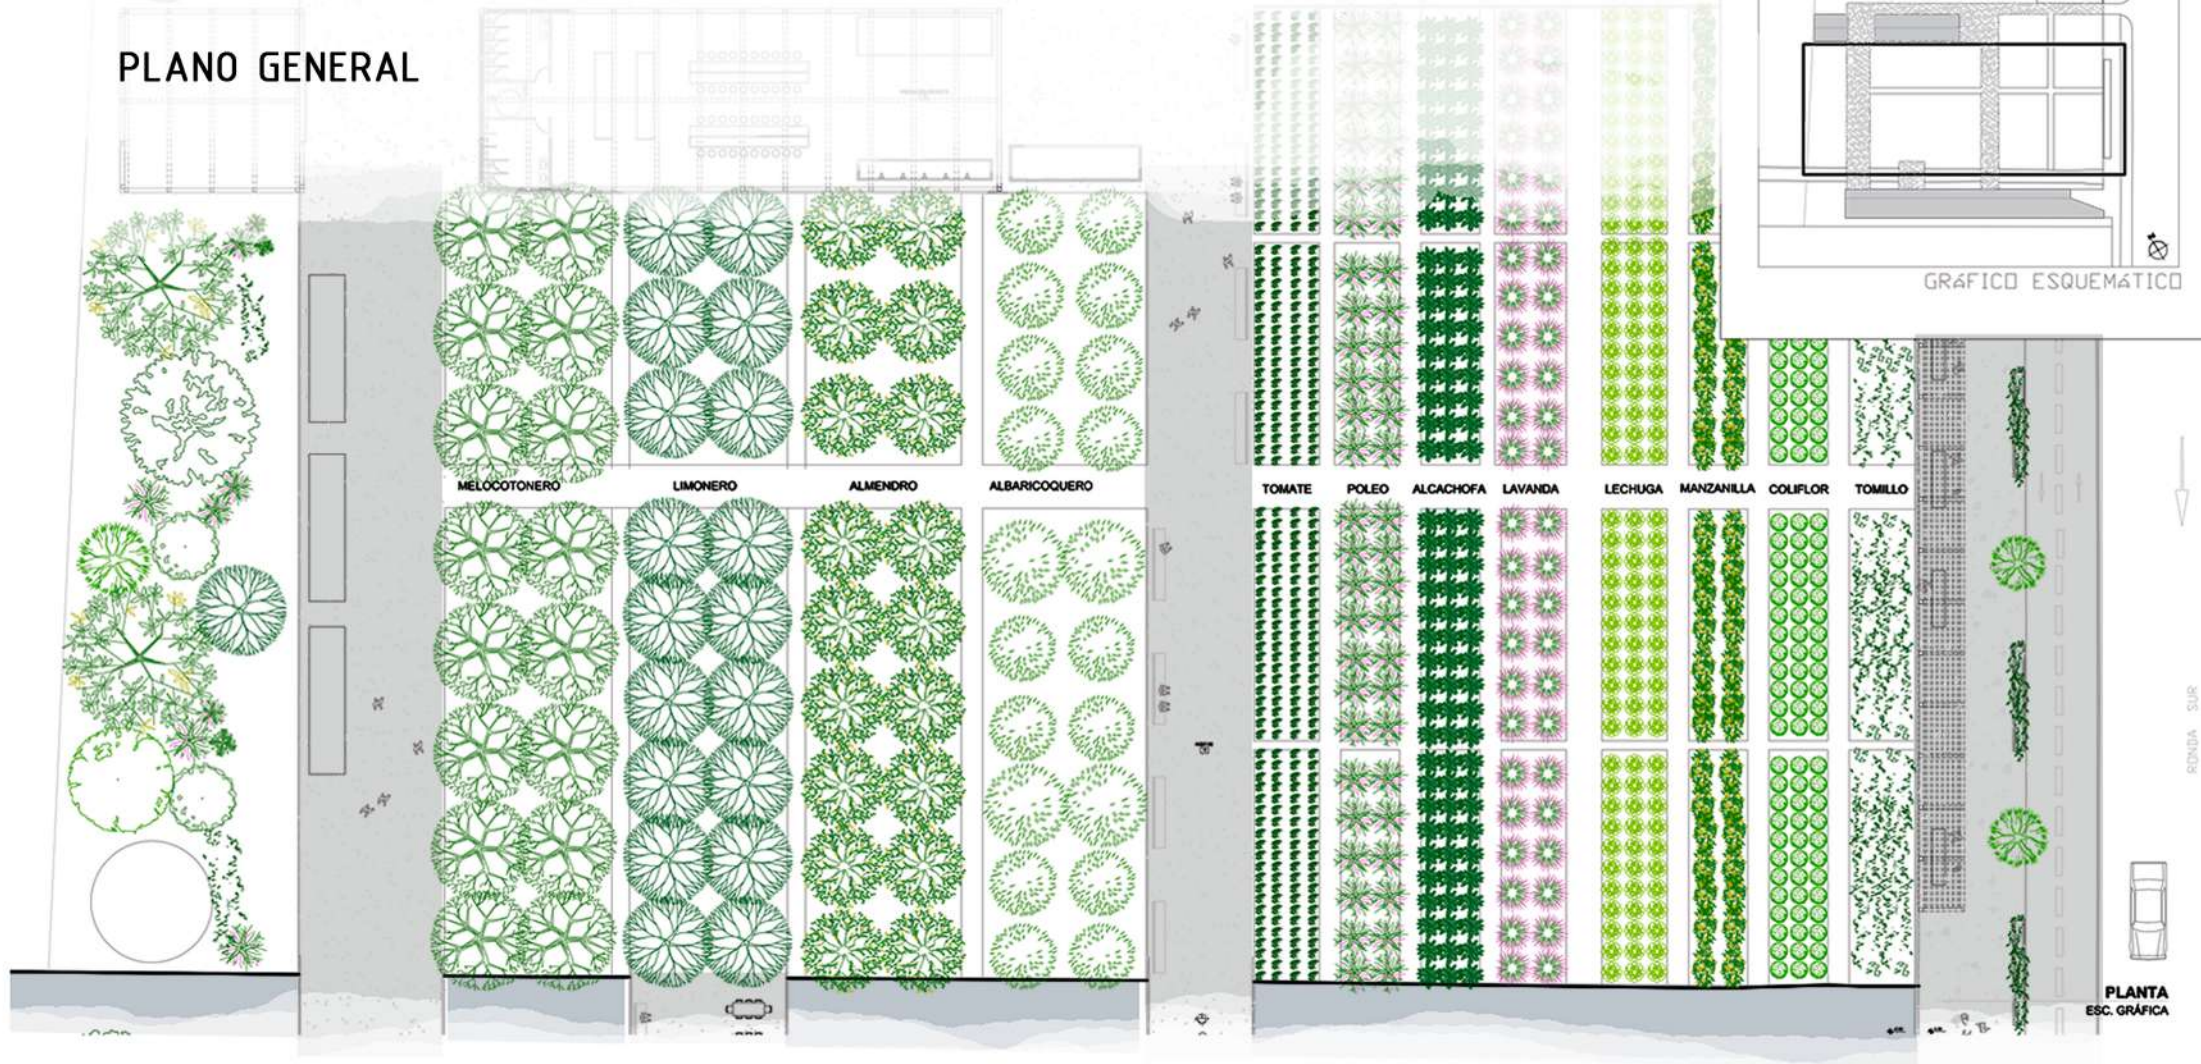 PLANO GENERAL
GRÁFICO ESQUEMÁTICO
MELOCOTONERO LIMONERO ALMENDRO ALBARICOQUERO TOMATE POLEO ALCACHOFA LAVANDA LECHUGA MANZANILLA COLIFLOR TOMILLO
RONDA SUR
PLANTA
ESC. GRÁFICA